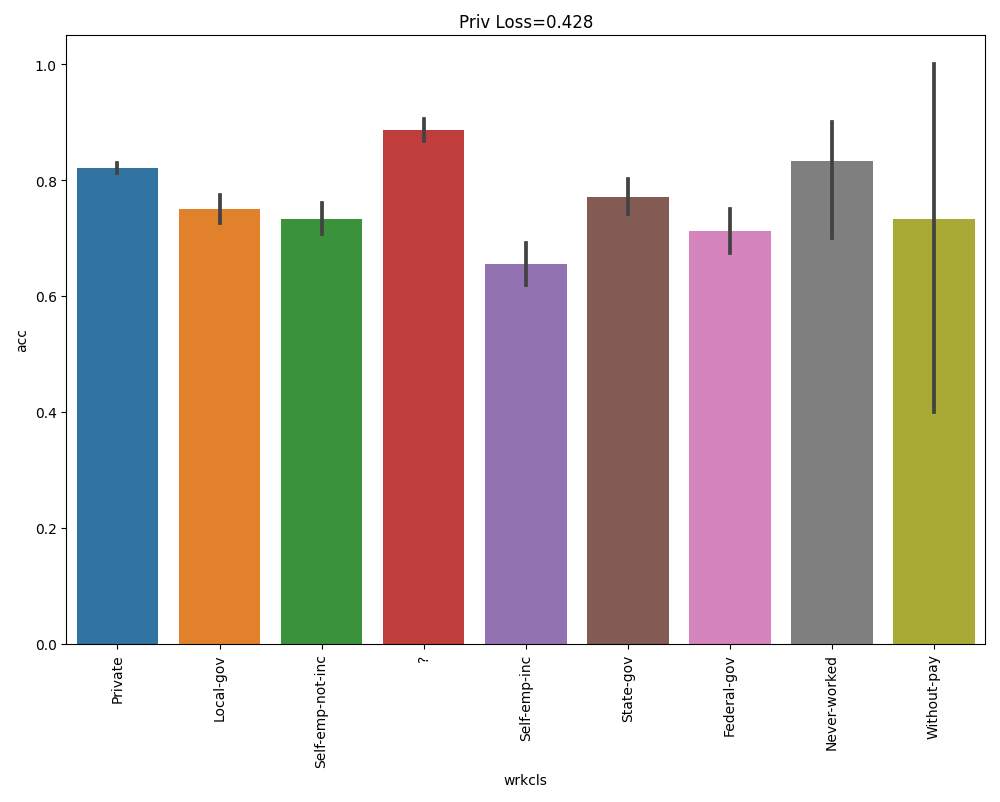 Priv Loss=0.428
1.0
0.8
0.6
0.4
0.2
0.0
acc
Private
Local-gov
Self-emp-not-inc
?
Self-emp-inc
State-gov
Federal-gov
Never-worked
Without-pay
wrkcls